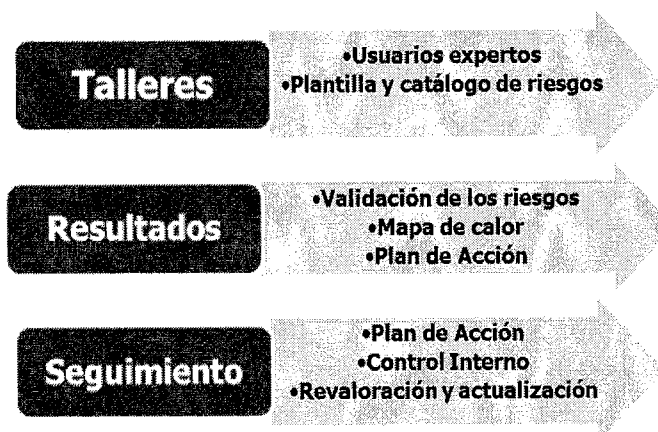 Talleres
•Usuarios expertos
•Plantilla y catálogo de riesgos
Resultados
•Validación de los riesgos
•Mapa de calor
•Plan de Acción
Seguimiento
•Plan de Acción
•Control Interno
•Revaloración y actualización